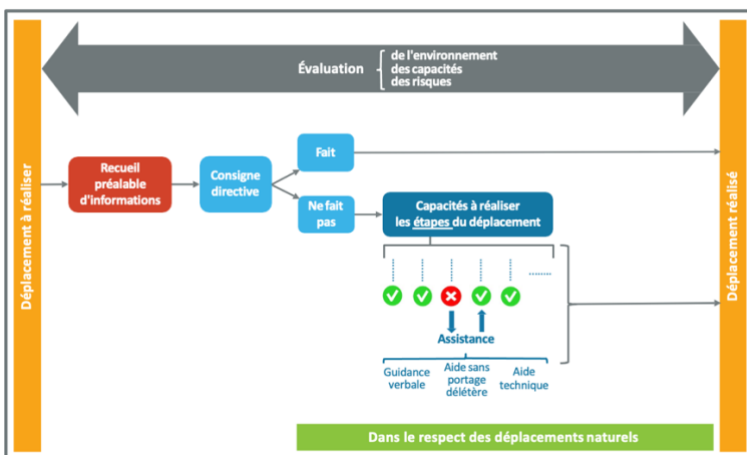 Déplacement à réaliser
Évaluation
de l'environnement
des capacités
des risques
Recueil
préalable
d'informations
Consigne
directive
Fait
Ne fait
pas
Capacités à réaliser
les étapes du déplacement
Assistance
Guidance
verbale
Aide sans
portage
délétère
Aide
technique
Dans le respect des déplacements naturels
Déplacement réalisé